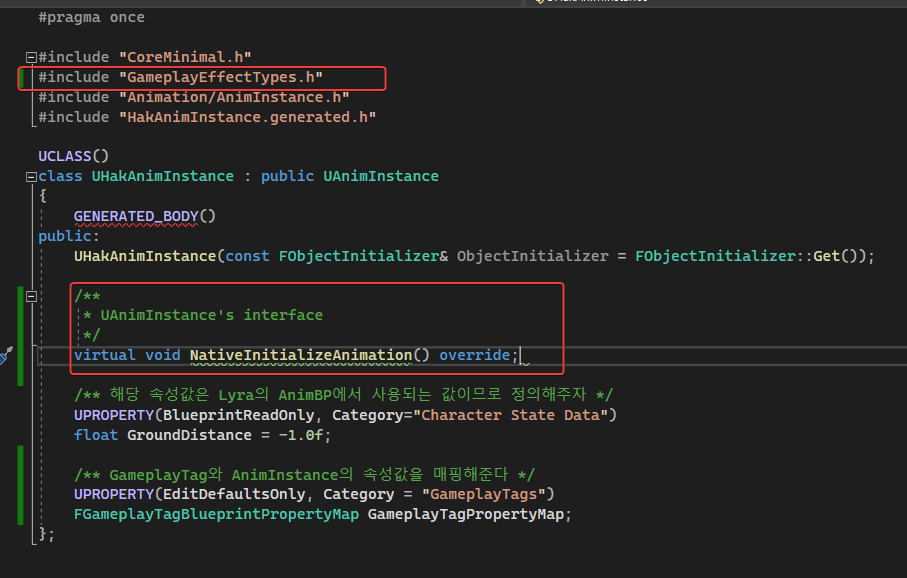 #pragma once
#include "CoreMinimal.h"
#include "GameplayEffectTypes.h"
#include "Animation/AnimInstance.h"
#include "HakAnimInstance.generated.h"
UCLASS()
class UHakAnimInstance : public UAnimInstance
{
GENERATED_BODY()
public:
UHakAnimInstance(const FObjectInitializer& ObjectInitializer = FObjectInitializer::Get());
/**
* UAnimInstance's interface
*/
virtual void NativeInitializeAnimation() override;
/** 해당 속성값은 Lyra의 AnimBP에서 사용되는 값이므로 정의해주자 */
UPROPERTY(BlueprintReadOnly, Category="Character State Data")
float GroundDistance = -1.0f;
/** GameplayTag와 AnimInstance의 속성값을 매핑해준다 */
UPROPERTY(EditDefaultsOnly, Category = "GameplayTags")
FGameplayTagBlueprintPropertyMap GameplayTagPropertyMap;
};